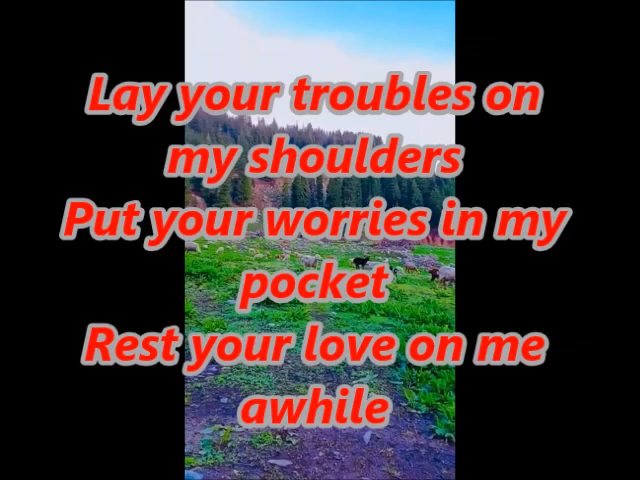 Lay your troubles on
my shoulders
Put your worries in my
pocket
Rest your love on me
awhile